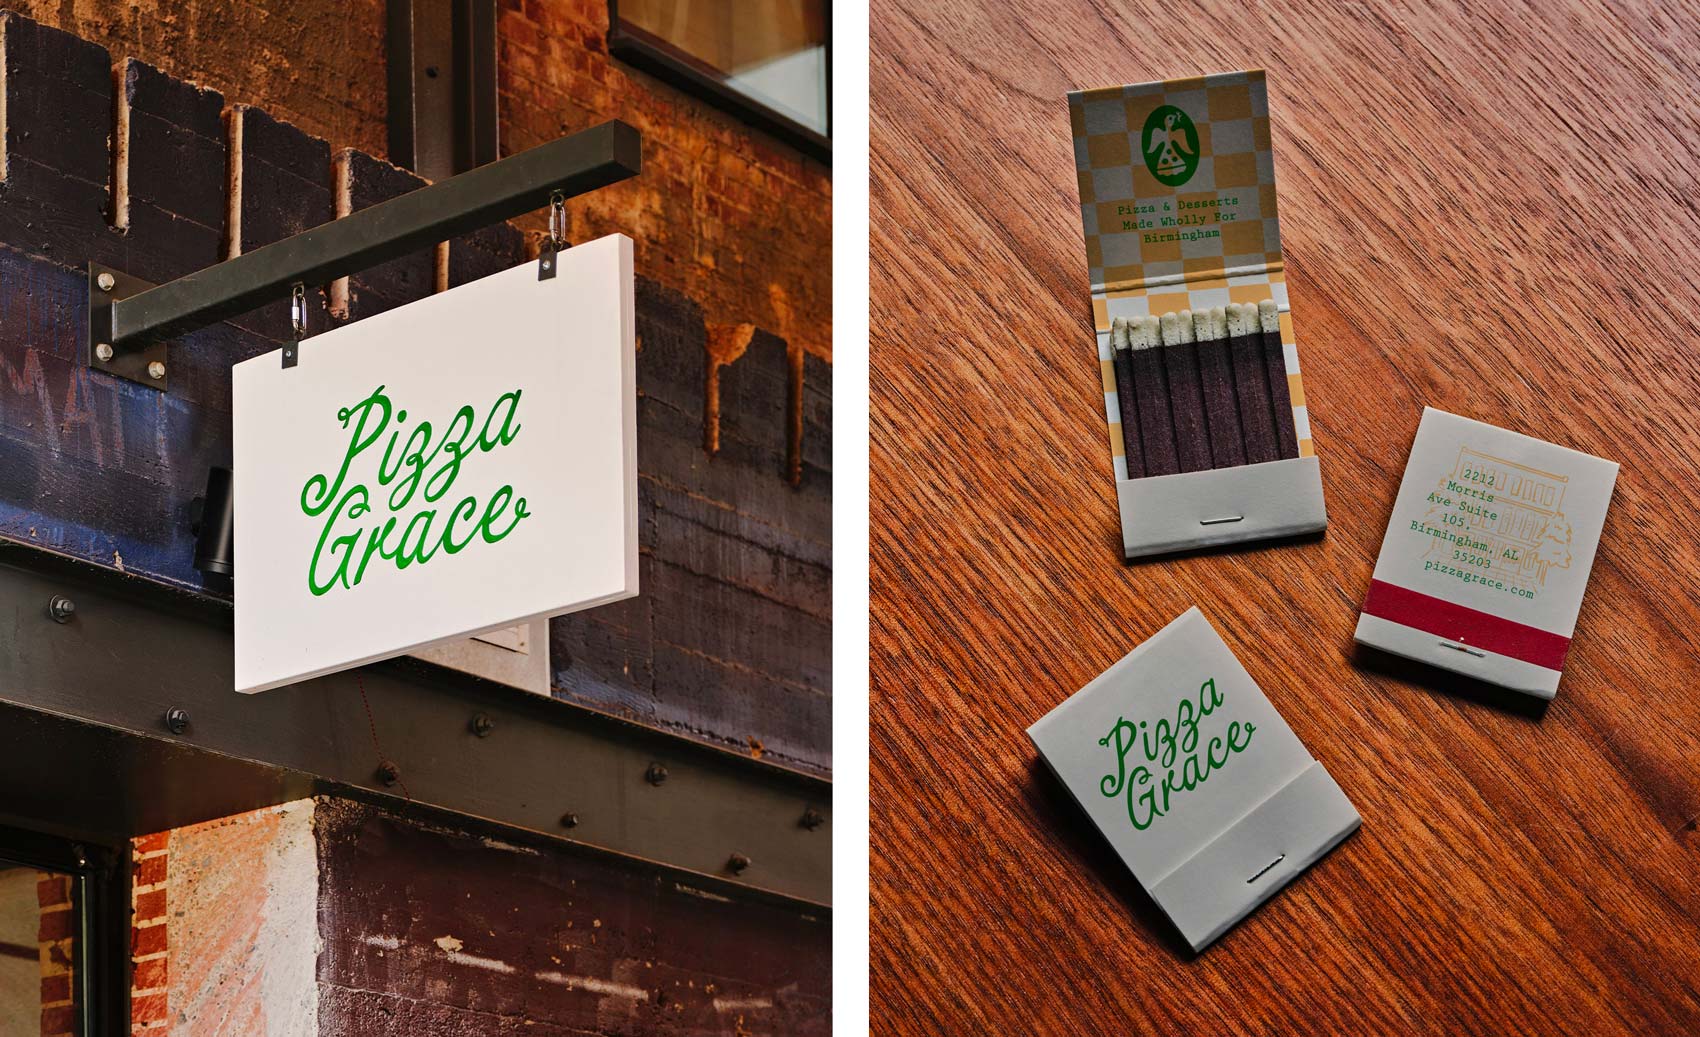 Pizza
Grace
Pizza & Desserts
Made Wholly For
Birmingham
2212
Morris
Ave Suite
105,
Birmingham, AL
35203
pizzagrace.com
Pizza
Grace